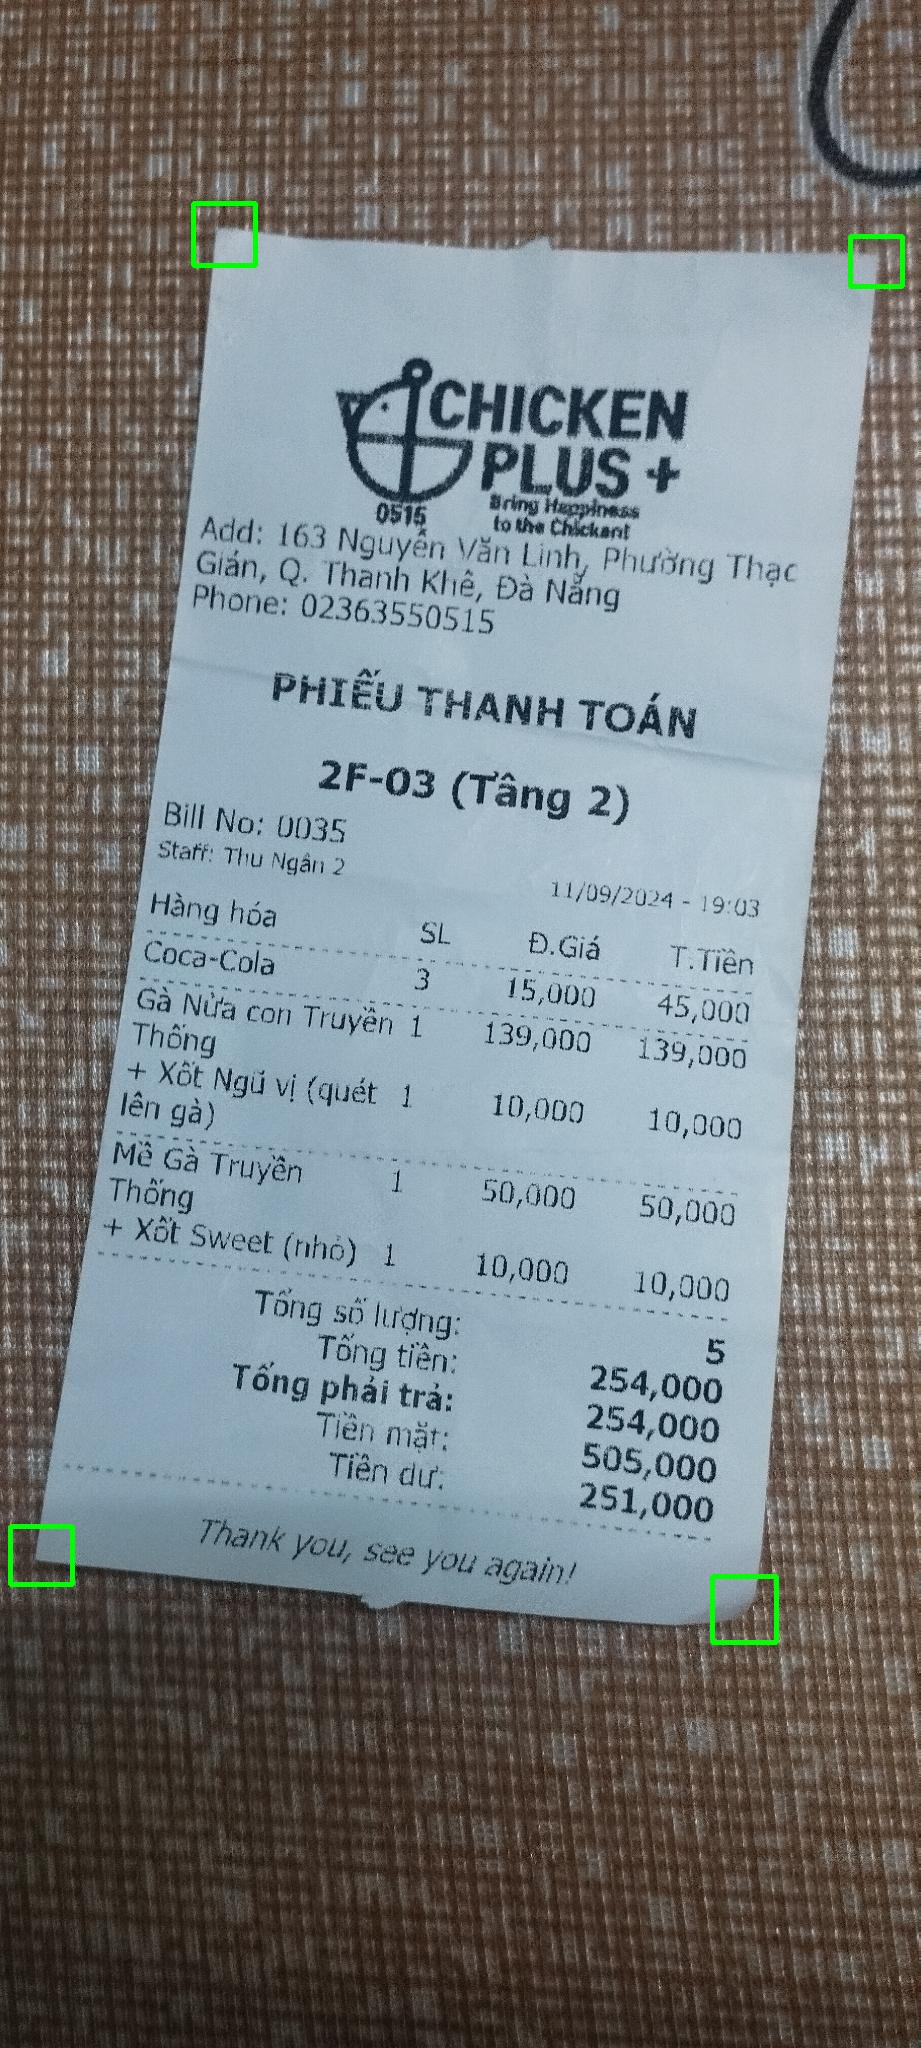 CHICKEN
PLUS +
0515
Bring Happiness
to the Chickent
Add: 163 Nguyễn Văn Linh, Phường Thạc
Gián, Q. Thanh Khê, Đà Nẵng
Phone: 02363550515
PHIẾU THANH TOÁN
2F-03 (Tầng 2)
Bill No: 0035
Staff: Thu Ngân 2
11/09/2024 - 19:03
Hàng hóa SL Đ.Giá T.Tiền
Coca-Cola 3 15,000 45,000
Gà Nửa con Truyền 1 139,000 139,000
Thống
+ Xốt Ngũ vị (quét 1 10,000 10,000
lên gà)
Mề Gà Truyền 1 50,000 50,000
Thống
+ Xốt Sweet (nhỏ) 1 10,000 10,000
Tổng số lượng: 5
Tổng tiền: 254,000
Tổng phải trả: 254,000
Tiền mặt: 505,000
Tiền dư: 251,000
Thank you, see you again!